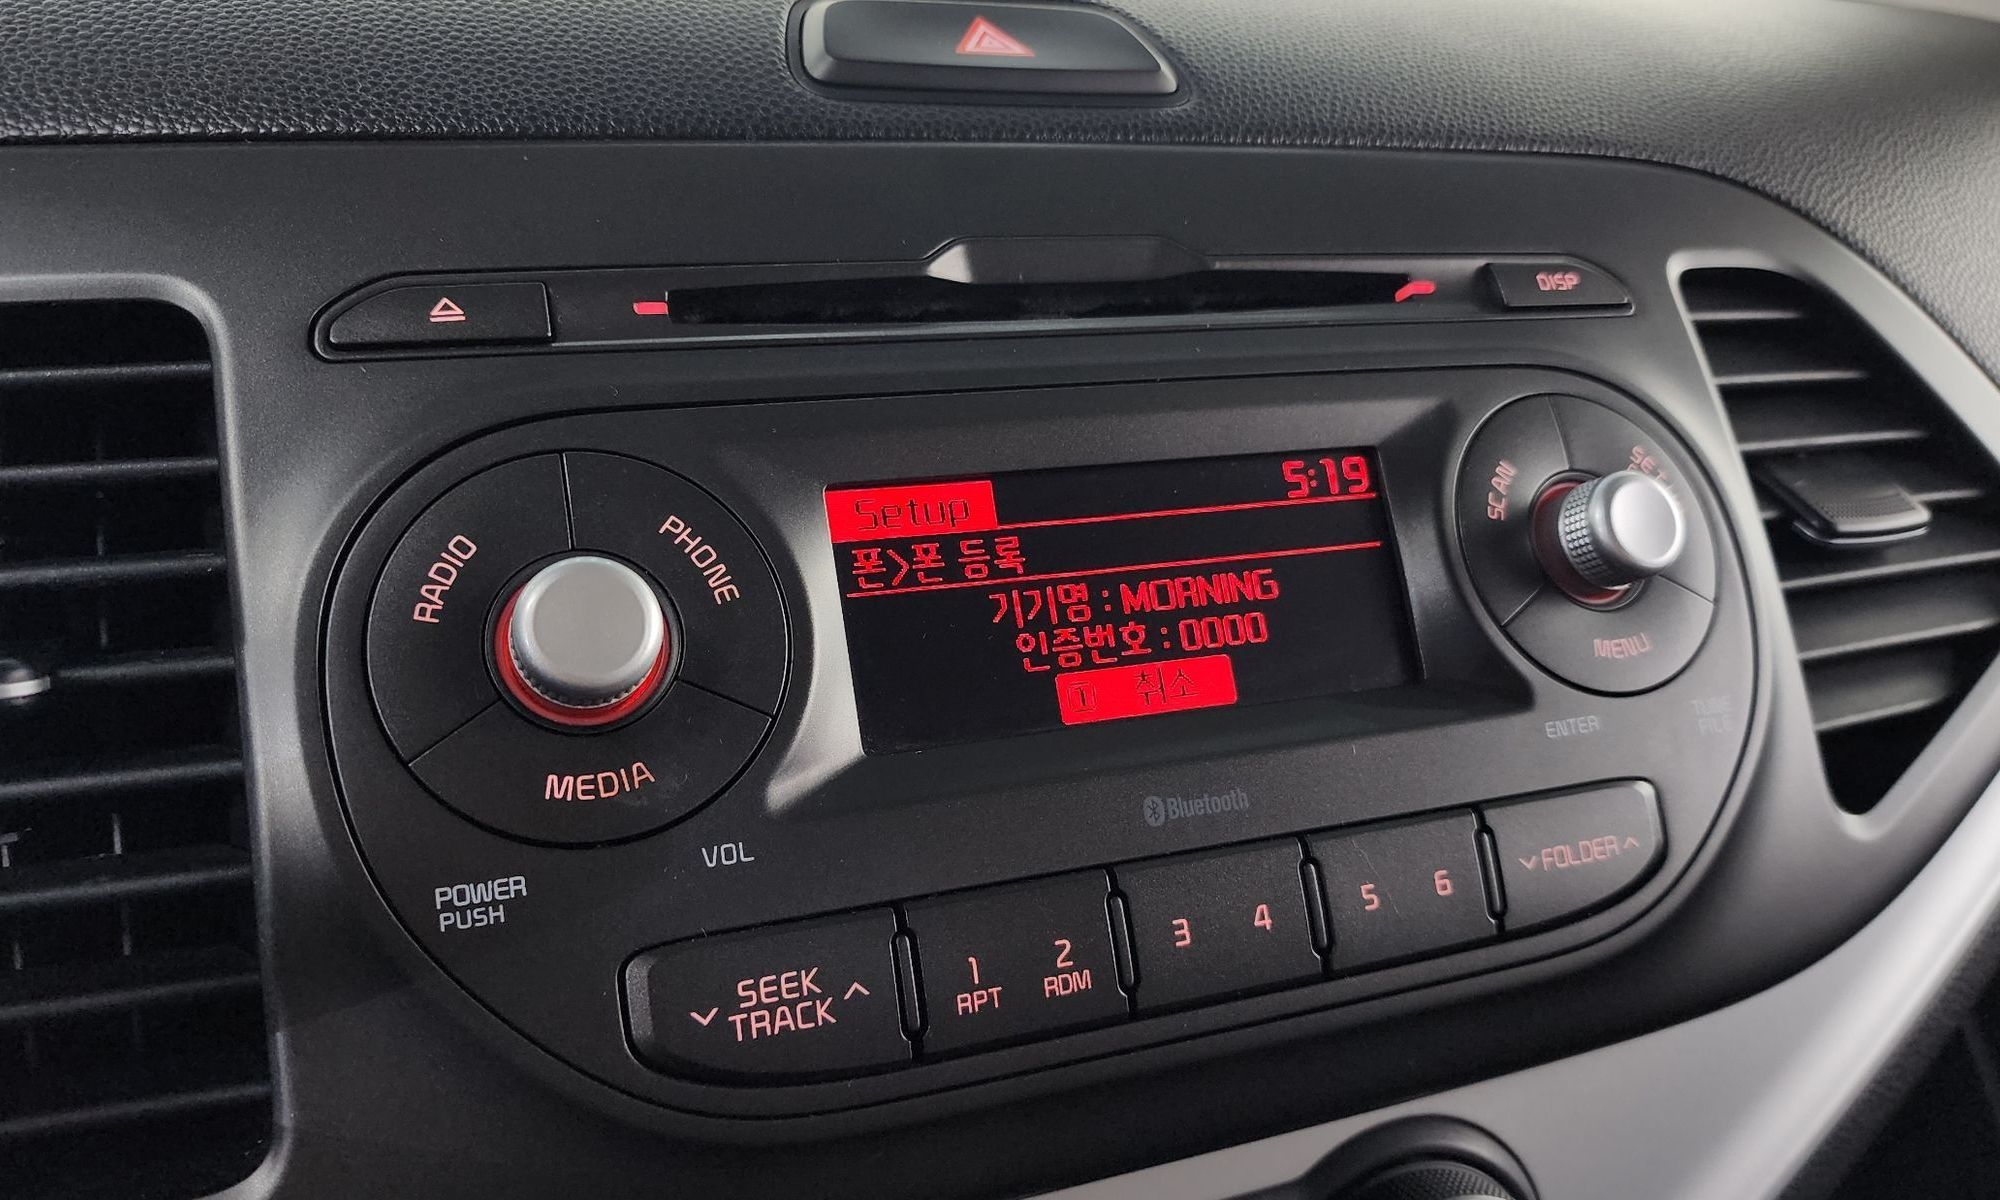 DISP
Setup
5:19
폰>폰 등록
기기명 : MORNING
인증번호 : 0000
1 취소
RADIO
PHONE
MEDIA
SCAN
MENU
ENTER
TUNE
FILE
Bluetooth
VOL
POWER
PUSH
SEEK
TRACK
1
RPT
2
RDM
3
4
5
6
FOLDER